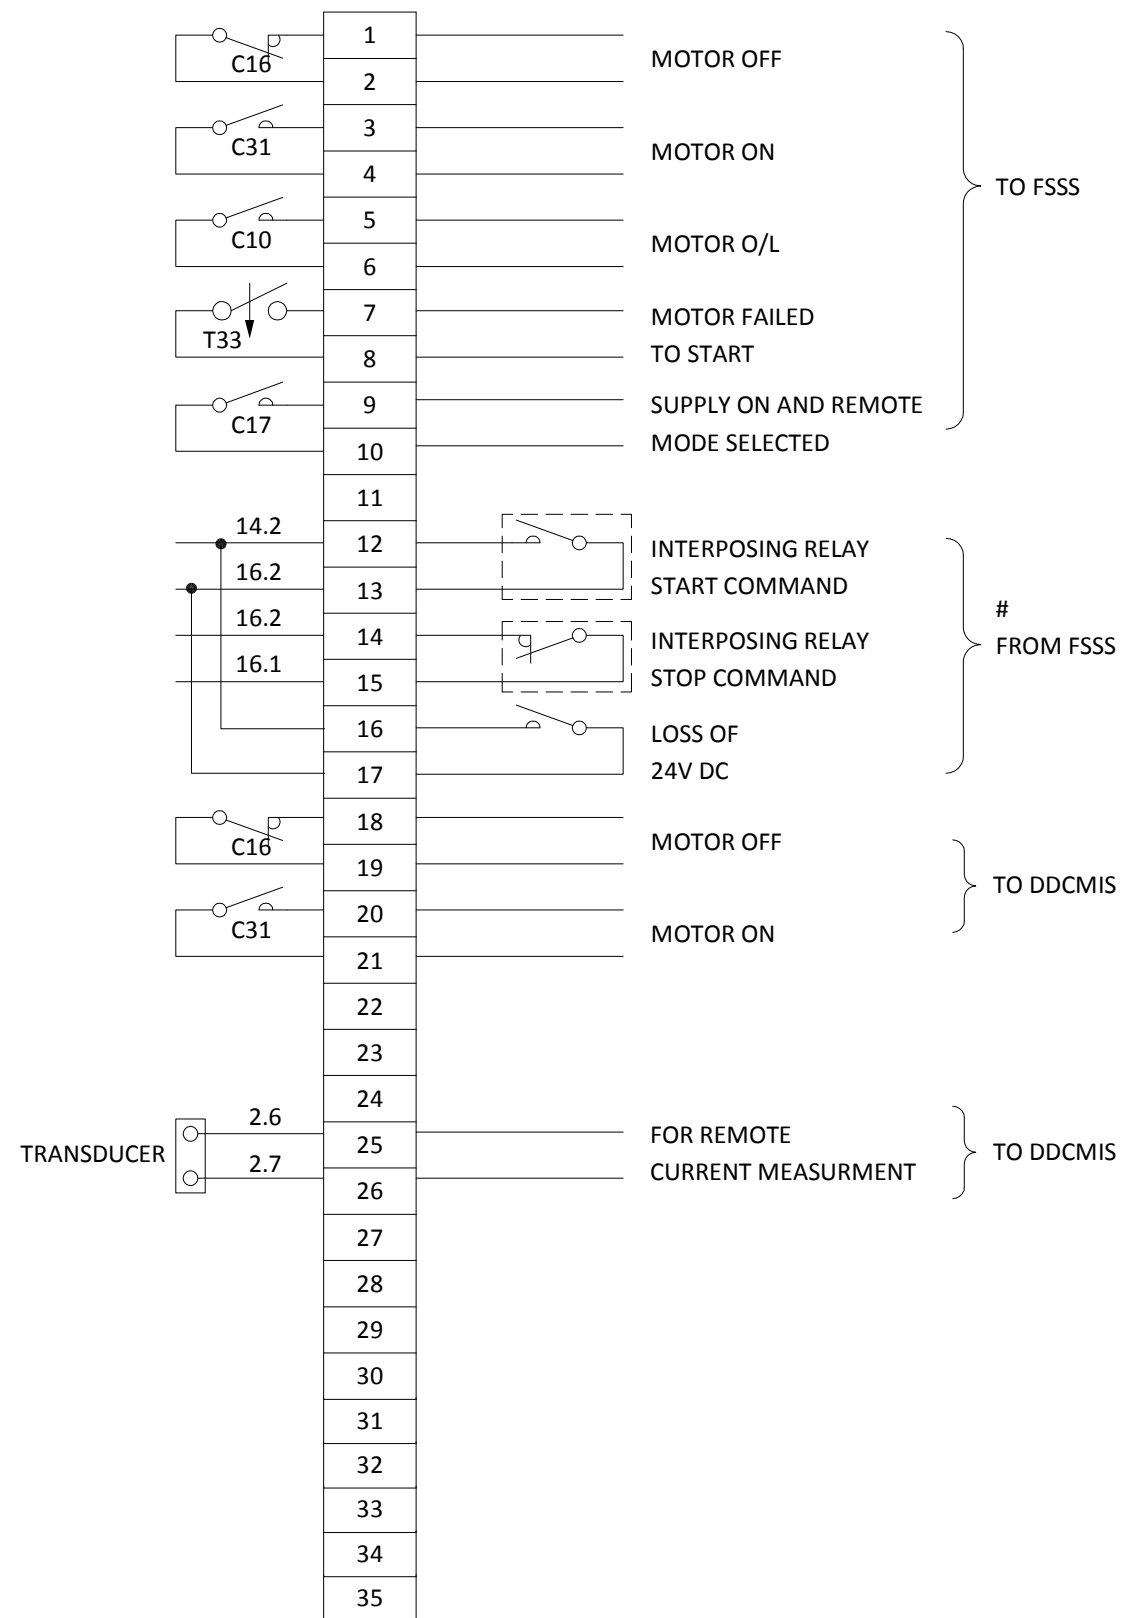 1
C16
MOTOR OFF
2
3
C31
MOTOR ON
4
TO FSSS
5
C10
MOTOR O/L
6
7
MOTOR FAILED
T33
TO START
8
9
SUPPLY ON AND REMOTE
C17
MODE SELECTED
10
11
14.2
12
INTERPOSING RELAY
16.2
START COMMAND
13
#
16.2
14
INTERPOSING RELAY
FROM FSSS
16.1
STOP COMMAND
15
16
LOSS OF
24V DC
17
18
MOTOR OFF
C16
19
TO DDCMIS
20
C31
MOTOR ON
21
22
23
24
2.6
FOR REMOTE
25
TRANSDUCER
TO DDCMIS
2.7
CURRENT MEASURMENT
26
27
28
29
30
31
32
33
34
35